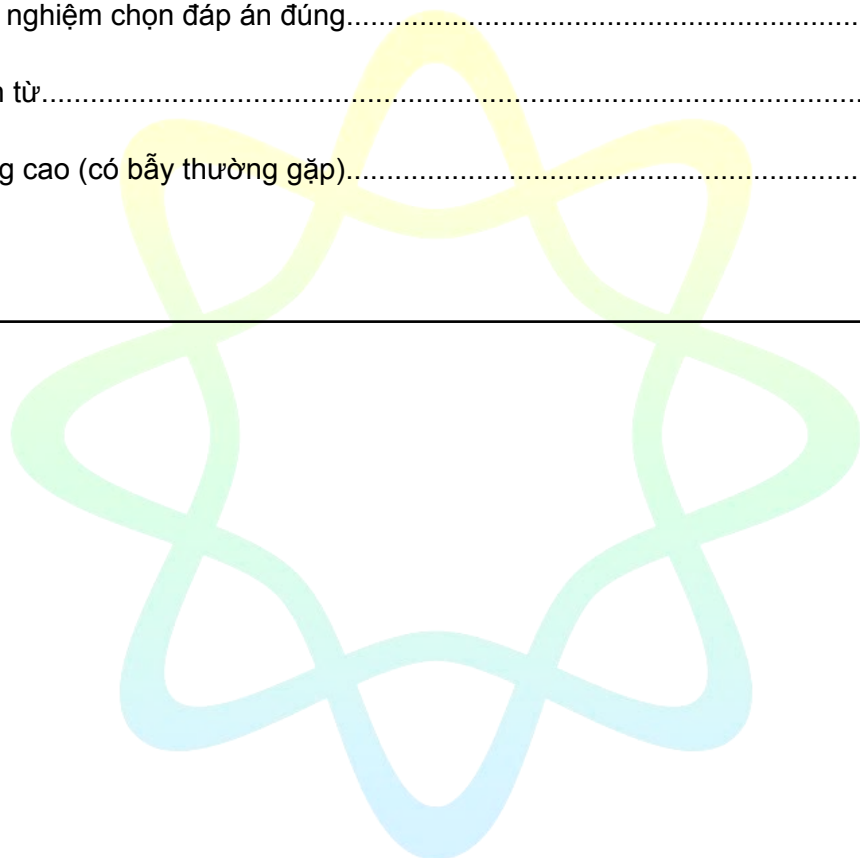 nghiệm chọn đáp án đúng..............................................................
từ....................................................................................................
cao (có bẫy thường gặp)..............................................................